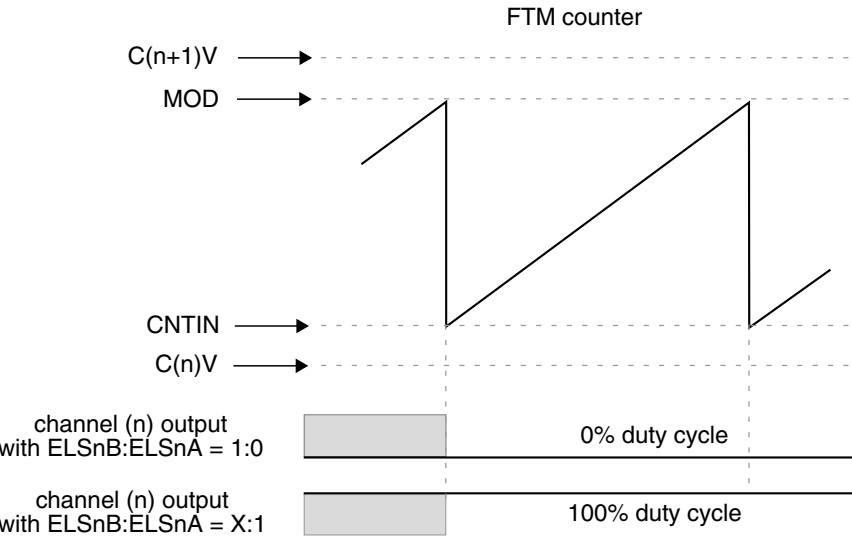 FTM counter
C(n+1)V
MOD
CNTIN
C(n)V
channel (n) output
with ELSnB:ELSnA = 1:0
0% duty cycle
channel (n) output
with ELSnB:ELSnA = X:1
100% duty cycle